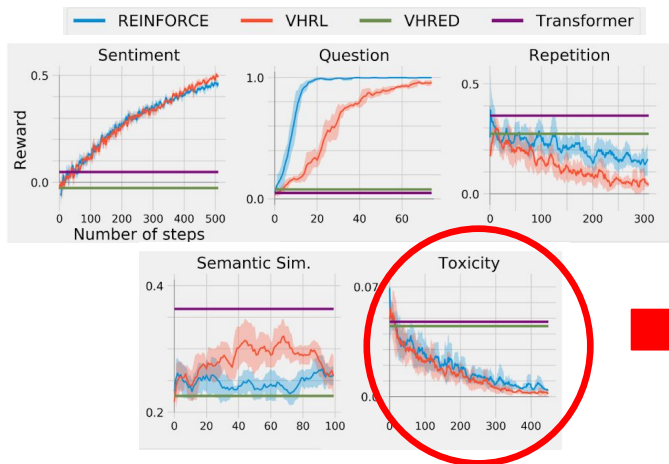 REINFORCE VHRL VHRED Transformer
Sentiment Question Repetition
Reward
0.5
0.0
0 100 200 300 400 500
Number of steps
1.0
0.0
0 20 40 60
0.5
0.0
0 100 200 300
Semantic Sim. Toxicity
0.4
0.2
0 20 40 60 80 100
0.07
0.0
0 100 200 300 400